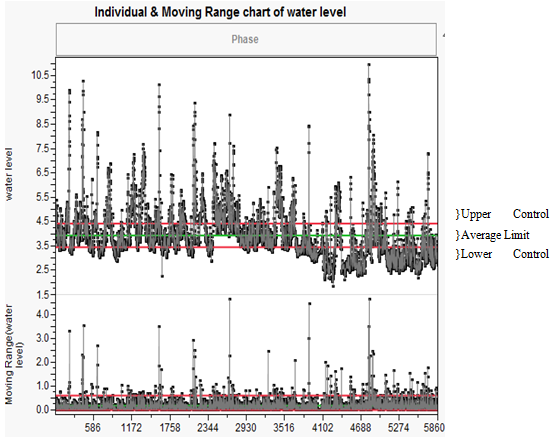 Individual & Moving Range chart of water level
Phase
10.5
9.5
8.5
7.5
6.5
5.5
4.5
3.5
2.5
1.5
water level
}Upper Control
}Average Limit
}Lower Control
4.0
3.0
2.0
1.0
0.0
Moving Range(water
level)
586 1172 1758 2344 2930 3516 4102 4688 5274 5860